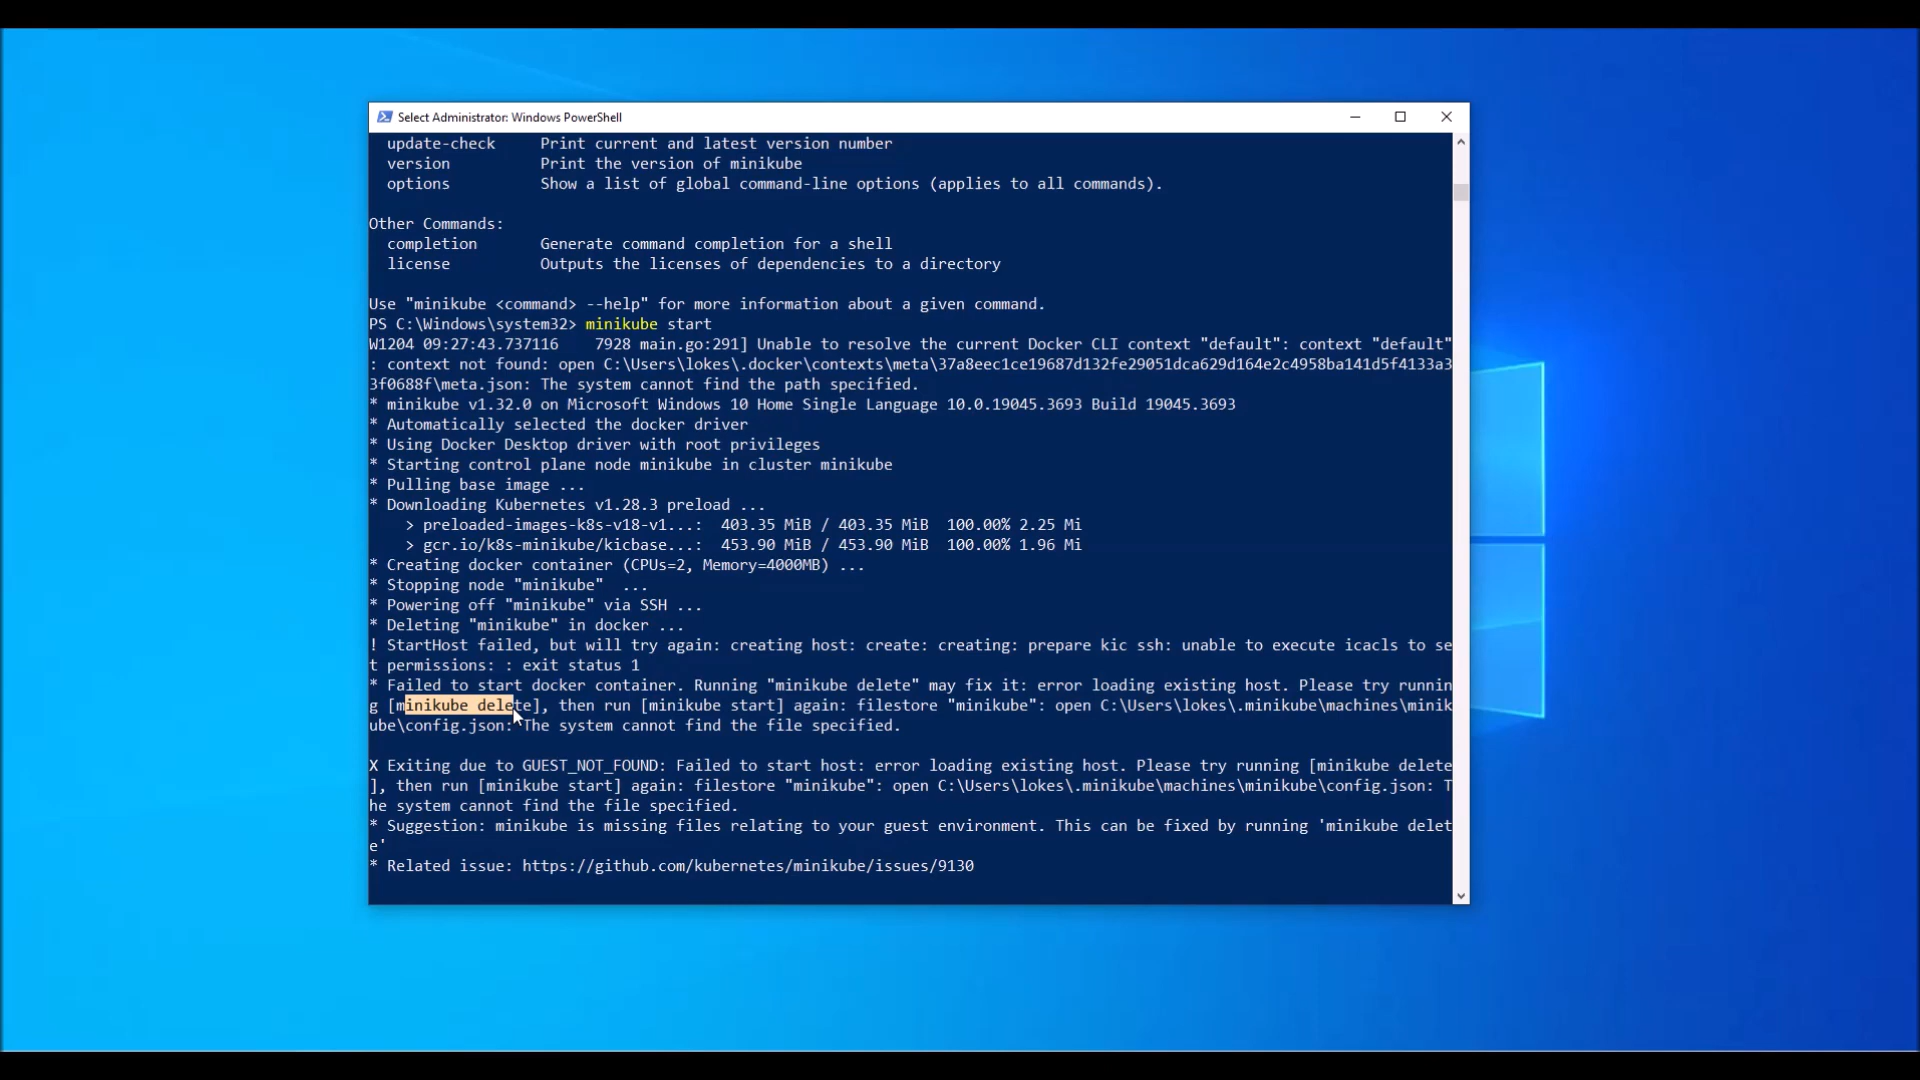 Select Administrator: Windows PowerShell
update-check     Print current and latest version number
version          Print the version of minikube
options          Show a list of global command-line options (applies to all commands).
Other Commands:
completion       Generate command completion for a shell
license          Outputs the licenses of dependencies to a directory
Use "minikube <command> --help" for more information about a given command.
PS C:\Windows\system32> minikube start
W1204 09:27:43.737116    7928 main.go:291] Unable to resolve the current Docker CLI context "default": context "default"
: context not found: open C:\Users\lokes\.docker\contexts\meta\37a8eec1ce19687d132fe29051dca629d164e2c4958ba141d5f4133a3
3f0688f\meta.json: The system cannot find the path specified.
* minikube v1.32.0 on Microsoft Windows 10 Home Single Language 10.0.19045.3693 Build 19045.3693
* Automatically selected the docker driver
* Using Docker Desktop driver with root privileges
* Starting control plane node minikube in cluster minikube
* Pulling base image ...
* Downloading Kubernetes v1.28.3 preload ...
> preloaded-images-k8s-v18-v1...:  403.35 MiB / 403.35 MiB  100.00% 2.25 Mi
> gcr.io/k8s-minikube/kicbase...:  453.90 MiB / 453.90 MiB  100.00% 1.96 Mi
* Creating docker container (CPUs=2, Memory=4000MB) ...
* Stopping node "minikube"  ...
* Powering off "minikube" via SSH ...
* Deleting "minikube" in docker ...
! StartHost failed, but will try again: creating host: create: creating: prepare kic ssh: unable to execute icacls to se
t permissions: : exit status 1
* Failed to start docker container. Running "minikube delete" may fix it: error loading existing host. Please try runnin
g [minikube delete], then run [minikube start] again: filestore "minikube": open C:\Users\lokes\.minikube\machines\minik
ube\config.json: The system cannot find the file specified.
X Exiting due to GUEST_NOT_FOUND: Failed to start host: error loading existing host. Please try running [minikube delete
], then run [minikube start] again: filestore "minikube": open C:\Users\lokes\.minikube\machines\minikube\config.json: T
he system cannot find the file specified.
* Suggestion: minikube is missing files relating to your guest environment. This can be fixed by running 'minikube delet
e'
* Related issue: https://github.com/kubernetes/minikube/issues/9130